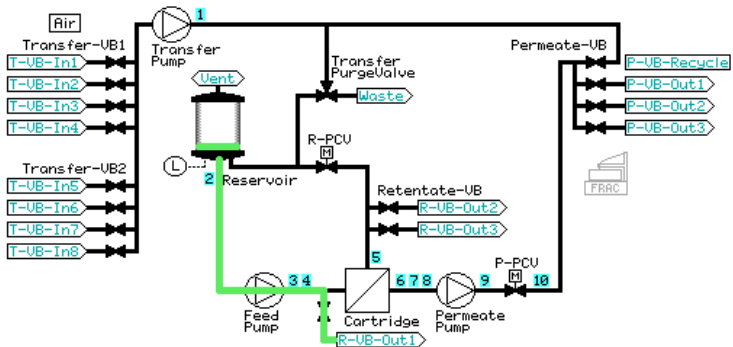 Air
1
Transfer-VB1
Transfer
Pump
Permeate-VB
T-VB-In1
T-VB-In2
T-VB-In3
T-VB-In4
Vent
Transfer
PurgeValve
Waste
P-VB-Recycle
P-VB-Out1
P-VB-Out2
P-VB-Out3
R-PCV
M
Transfer-VB2
L
2
Reservoir
T-VB-In5
T-VB-In6
T-VB-In7
T-VB-In8
Retentate-VB
R-VB-Out2
R-VB-Out3
FRAC
5
P-PCV
M
3 4
6 7 8
9
10
Feed
Pump
Cartridge
Permeate
Pump
R-VB-Out1